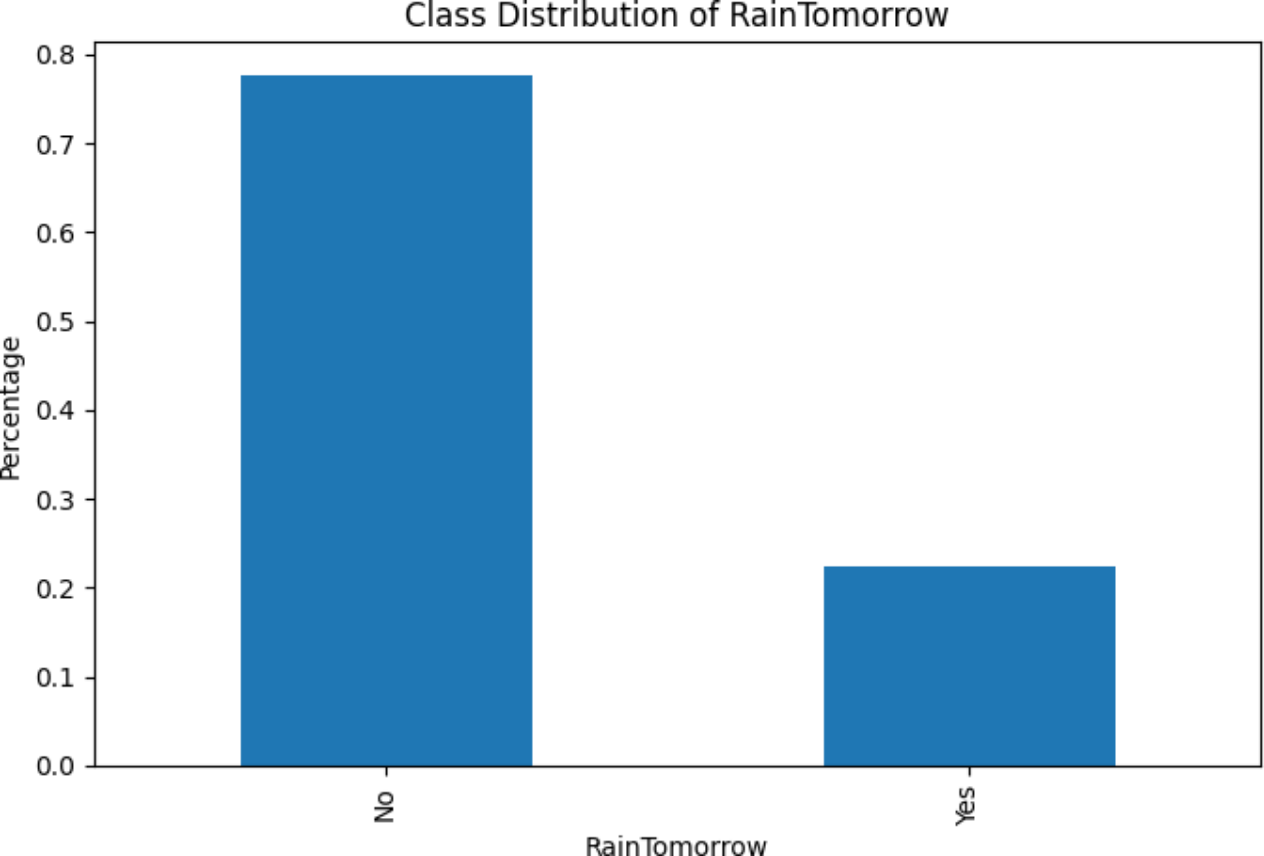 Class Distribution of RainTomorrow
0.8
0.7
0.6
0.5
0.4
0.3
0.2
0.1
0.0
Percentage
No
Yes
RainTomorrow